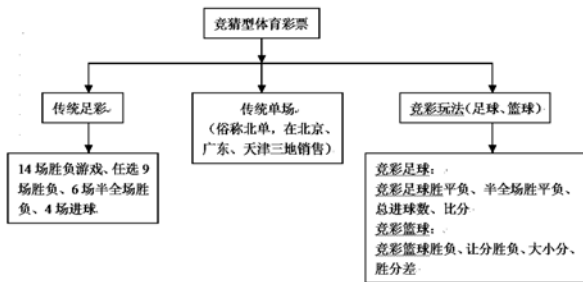 竞猜型体育彩票
传统足彩
传统单场
（俗称北单，在北京、
广东、天津三地销售）
竞彩玩法（足球、篮球）
14 场胜负游戏、任选 9
场胜负、6 场半全场胜
负、4 场进球
竞彩足球：
竞彩足球胜平负、半全场胜平负、
总进球数、比分
竞彩篮球：
竞彩篮球胜负、让分胜负、大小分、
胜分差